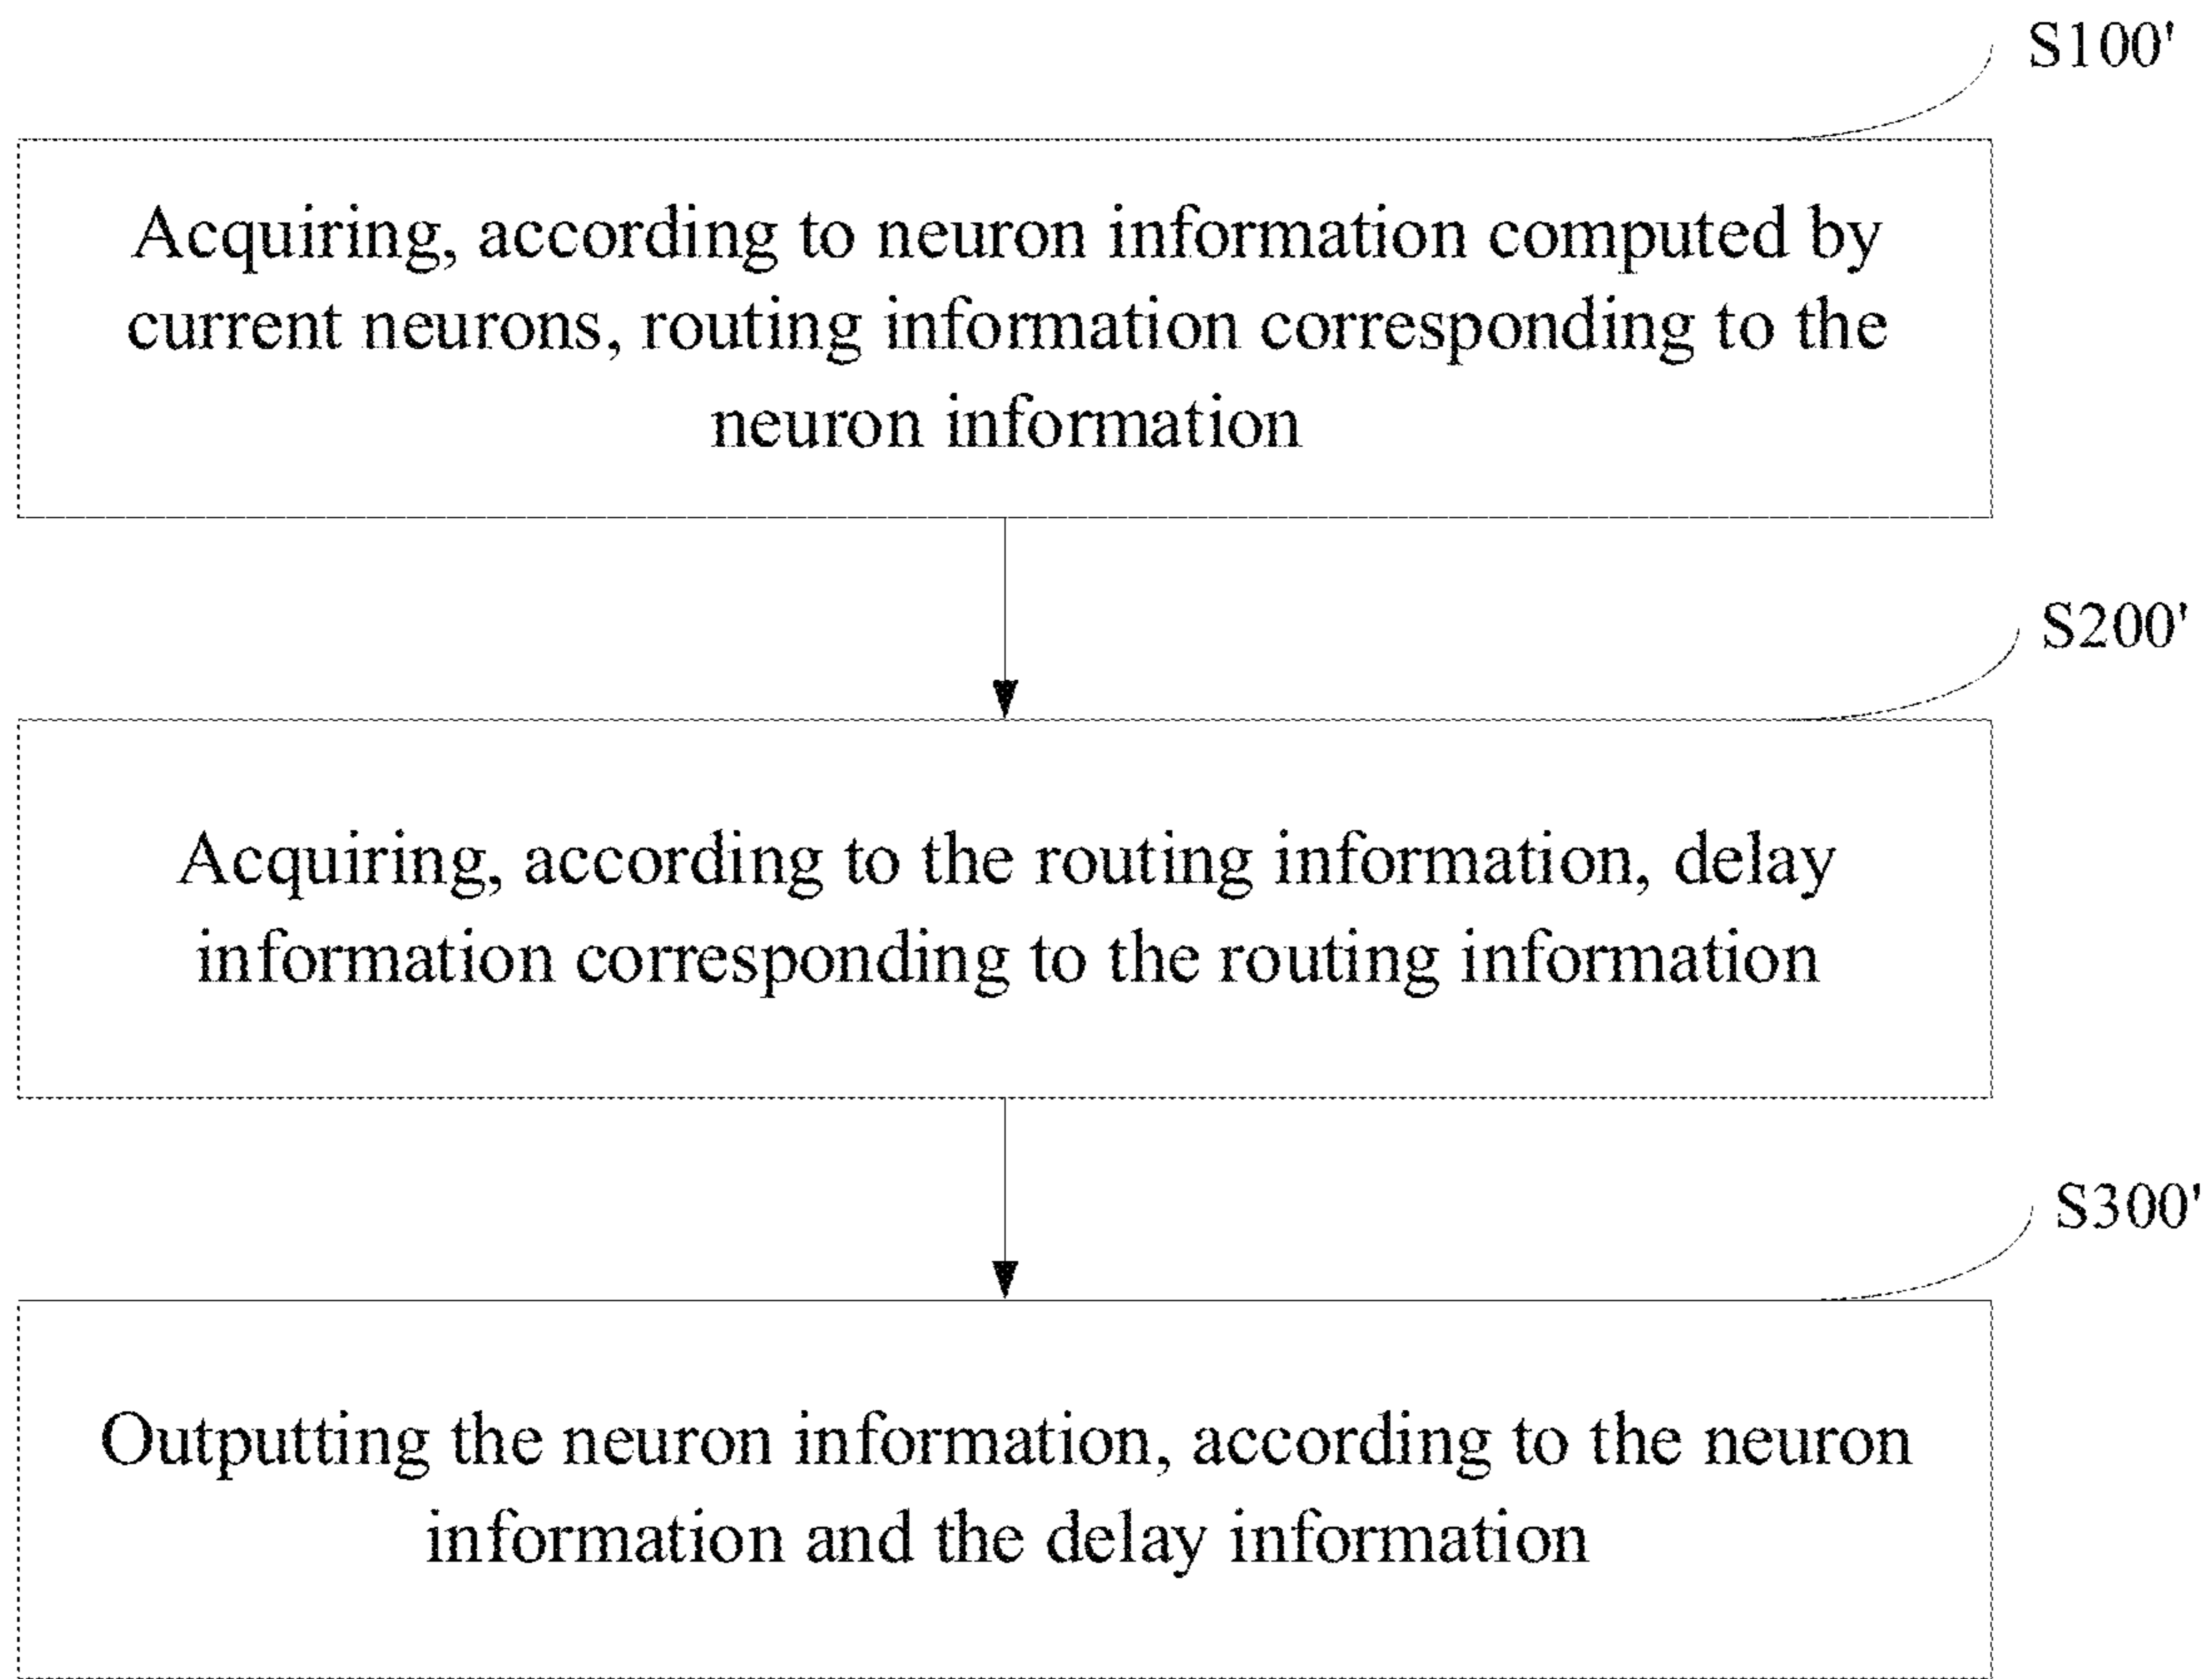 S100'
Acquiring, according to neuron information computed by
current neurons, routing information corresponding to the
neuron information
S200'
Acquiring, according to the routing information, delay
information corresponding to the routing information
S300'
Outputting the neuron information, according to the neuron
information and the delay information